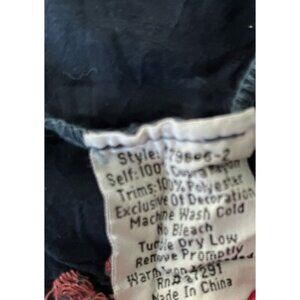 Style:
Self:100%
Trims:100% Polyester
Exclusive Of Decoration
Machine Wash Cold
No Bleach
Tumble Dry Low
Remove Promptly
Warm Iron
Made In China